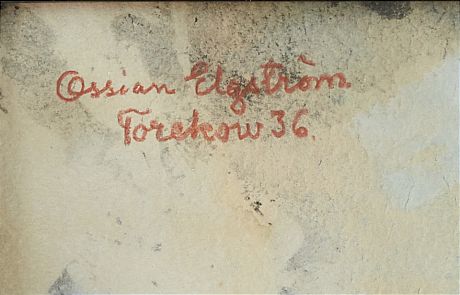 Ossian Elgström
Torekow 36.